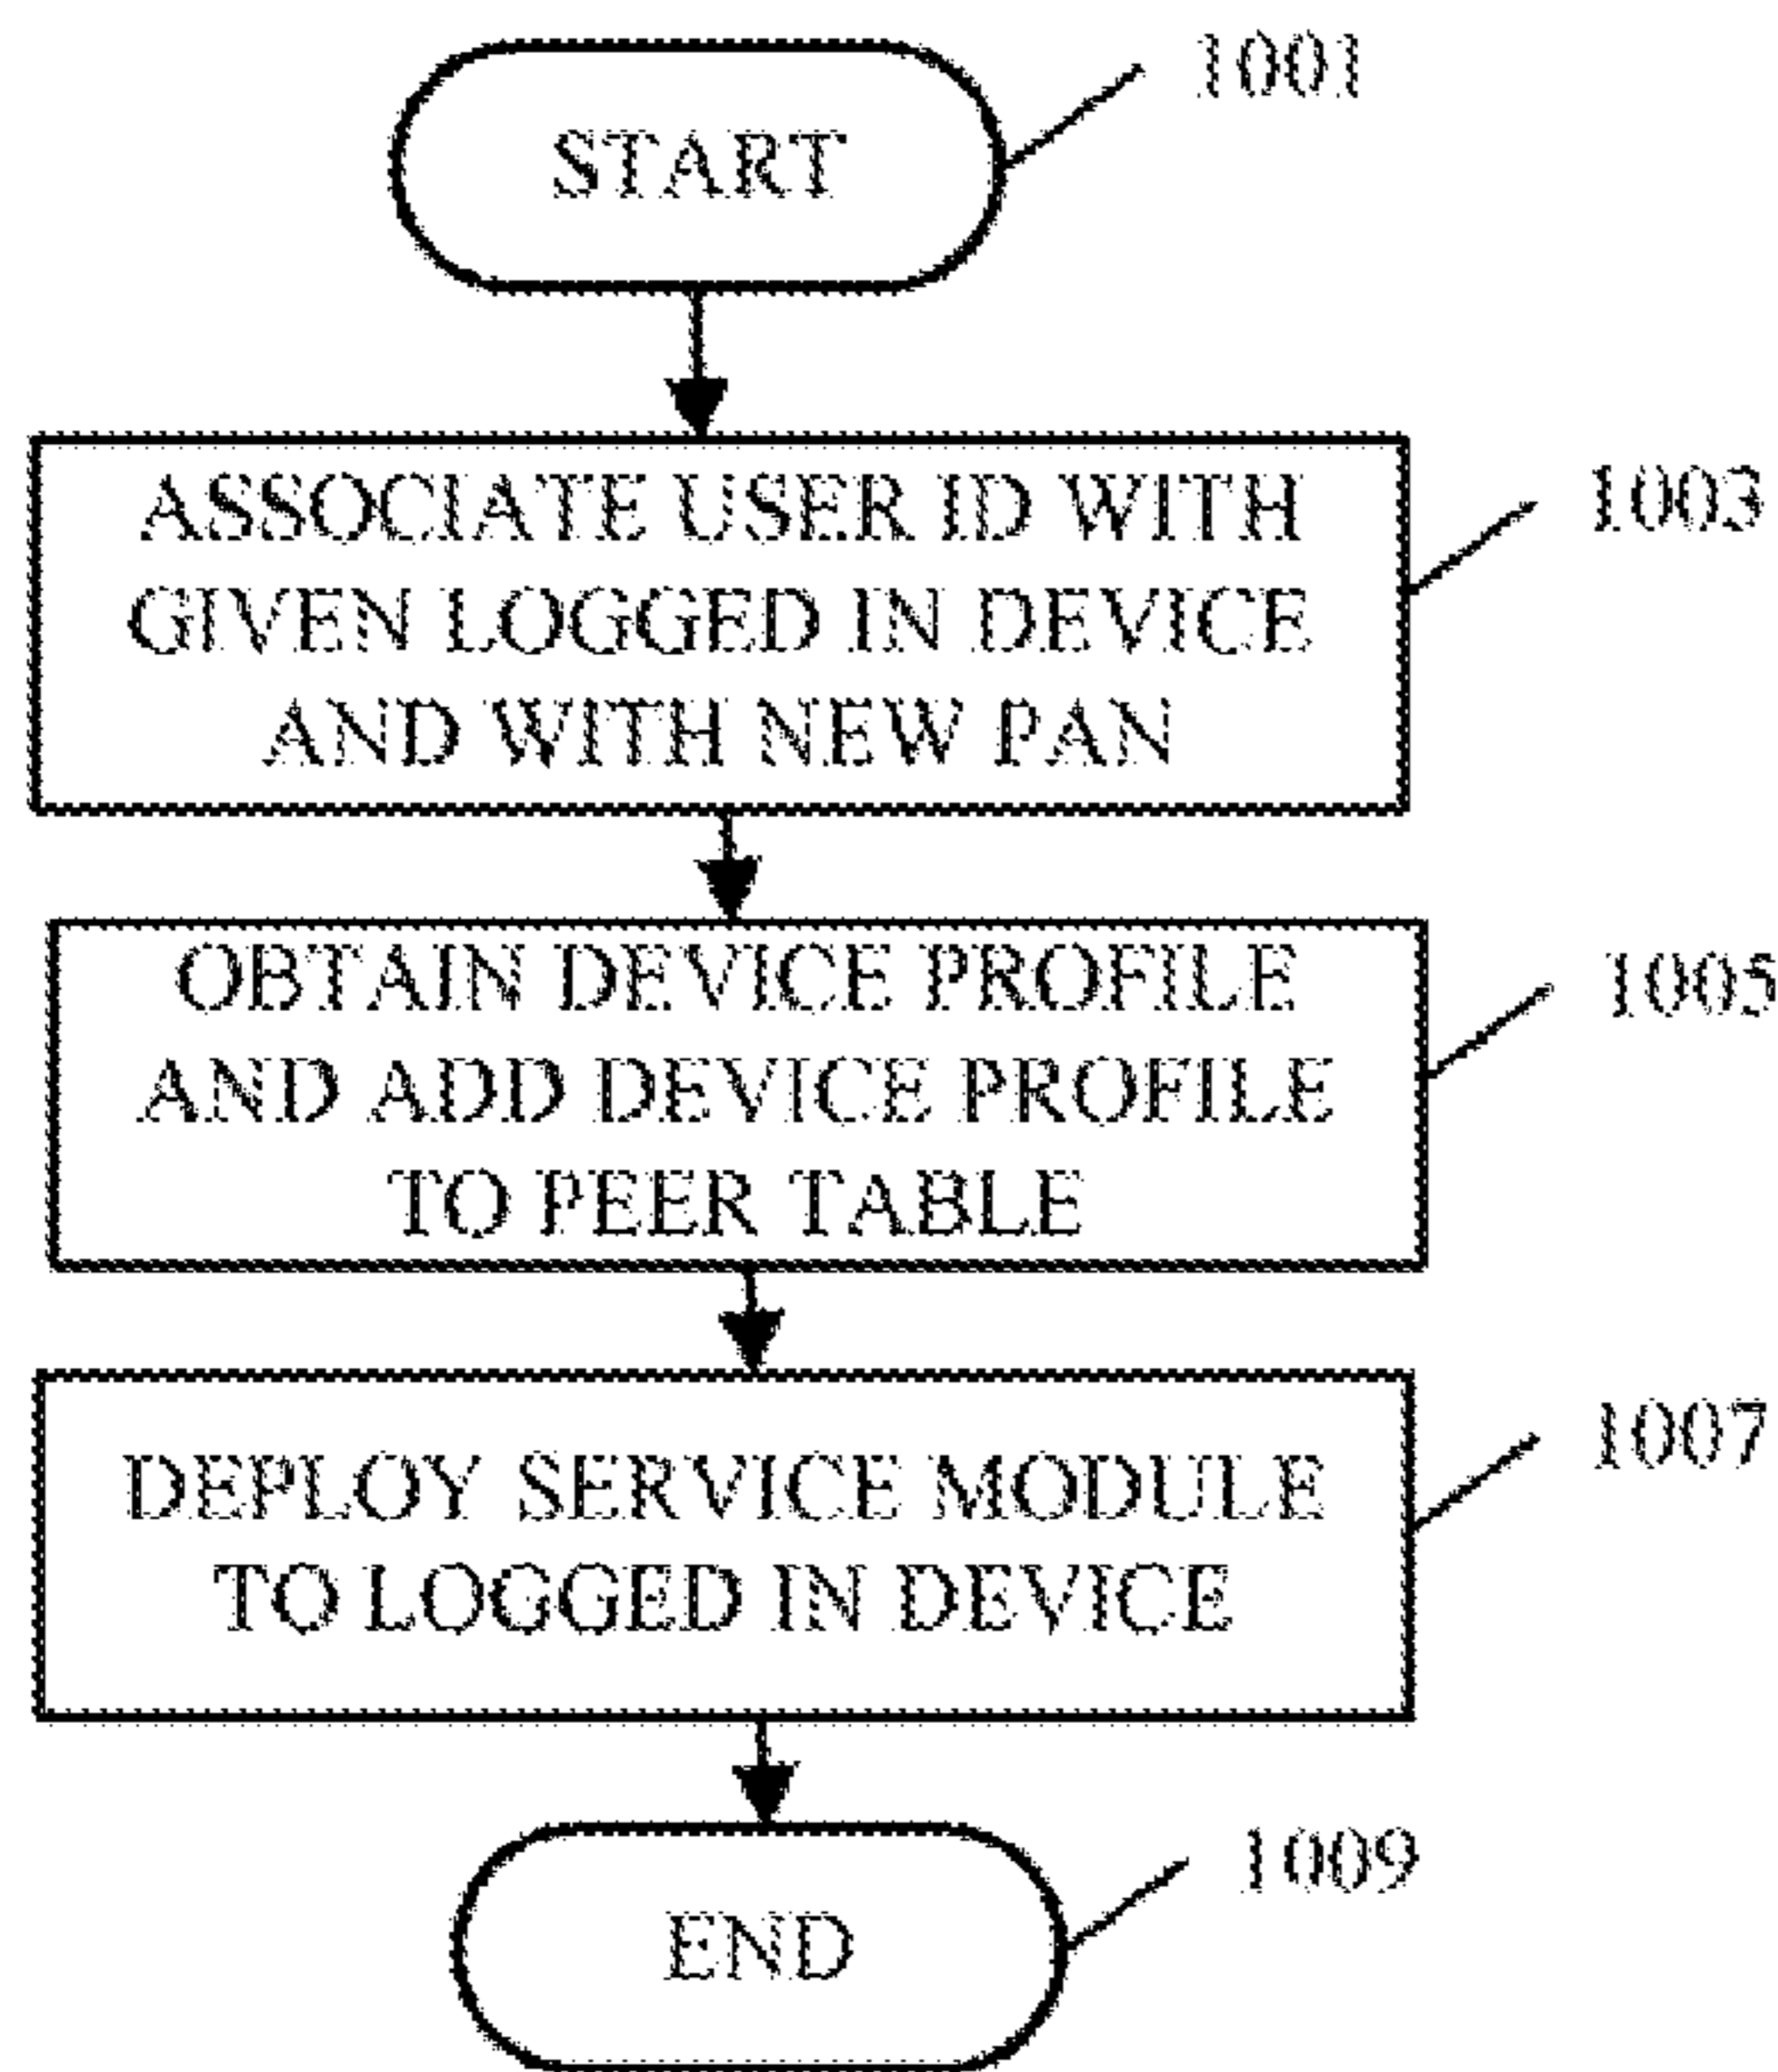 1001
START
1003
ASSOCIATE USER ID WITH
GIVEN LOGGED IN DEVICE
AND WITH NEW PAN
1005
OBTAIN DEVICE PROFILE
AND ADD DEVICE PROFILE
TO PEER TABLE
1007
DEPLOY SERVICE MODULE
TO LOGGED IN DEVICE
1009
END